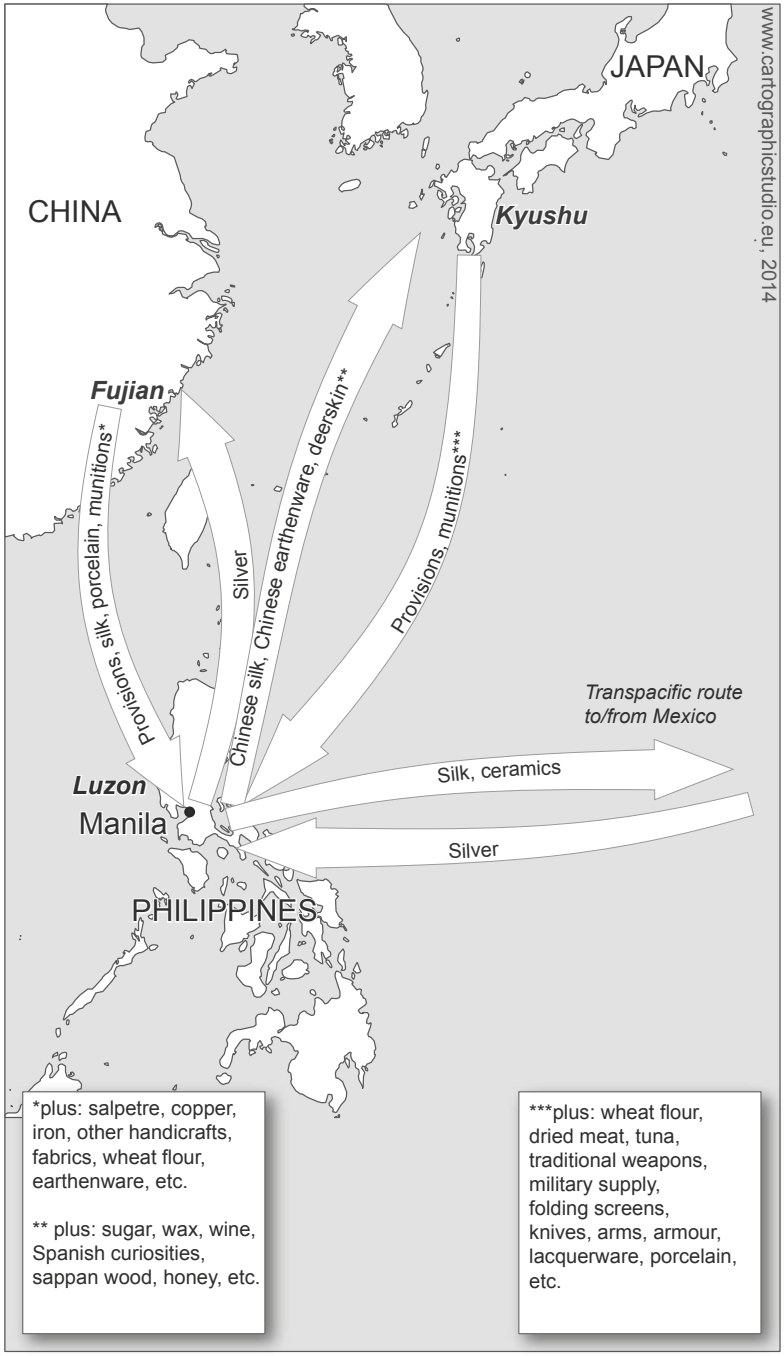 www.cartographicstudio.eu, 2014
JAPAN
CHINA
Kyushu
Fujian
Provisions, silk, porcelain, munitions*
Silver
Chinese silk, Chinese earthenware, deerskin**
Provisions, munitions***
Transpacific route
to/from Mexico
Silk, ceramics
Luzon
Manila
Silver
PHILIPPINES
*plus: salpetre, copper,
iron, other handicrafts,
fabrics, wheat flour,
earthenware, etc.
** plus: sugar, wax, wine,
Spanish curiosities,
sappan wood, honey, etc.
***plus: wheat flour,
dried meat, tuna,
traditional weapons,
military supply,
folding screens,
knives, arms, armour,
lacquerware, porcelain,
etc.